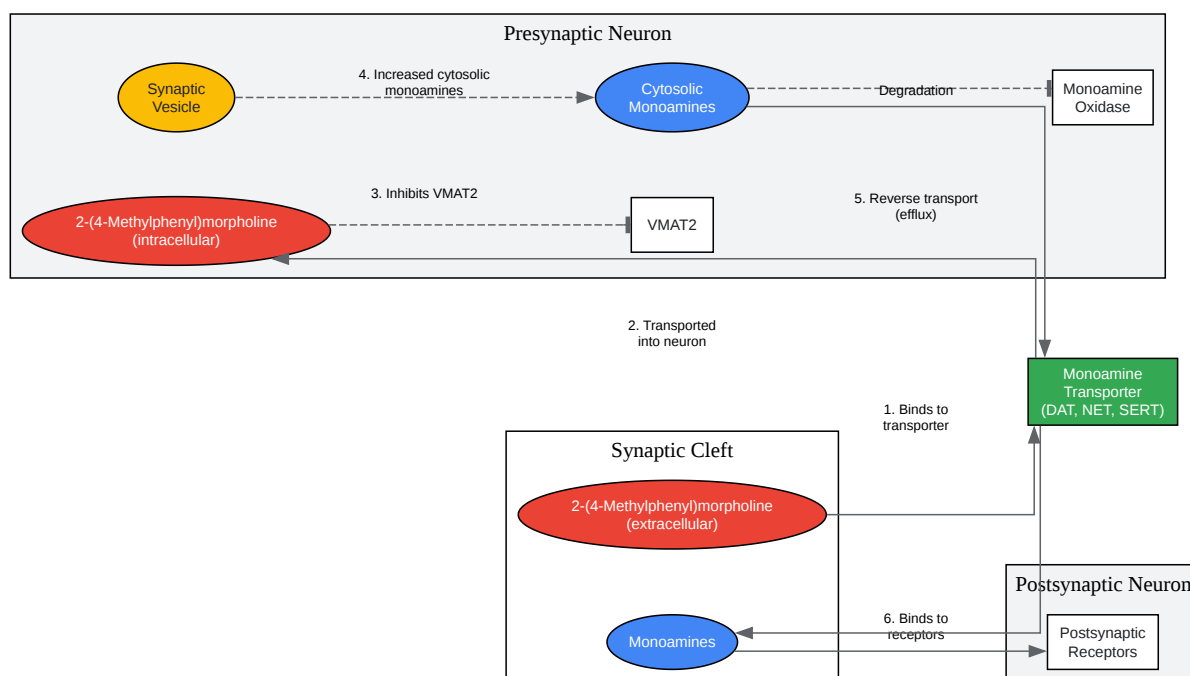 Presynaptic Neuron
4. Increased cytosolic
monoamines
Synaptic
Vesicle
Cytosolic
Monoamines
Degradation
Monoamine
Oxidase
3. Inhibits VMAT2
5. Reverse transport
(efflux)
2-(4-Methylphenyl)morpholine
(intracellular)
VMAT2
2. Transported
into neuron
Monoamine
Transporter
(DAT, NET, SERT)
1. Binds to
transporter
Synaptic Cleft
2-(4-Methylphenyl)morpholine
(extracellular)
Postsynaptic Neuron
6. Binds to
receptors
Monoamines
Postsynaptic
Receptors